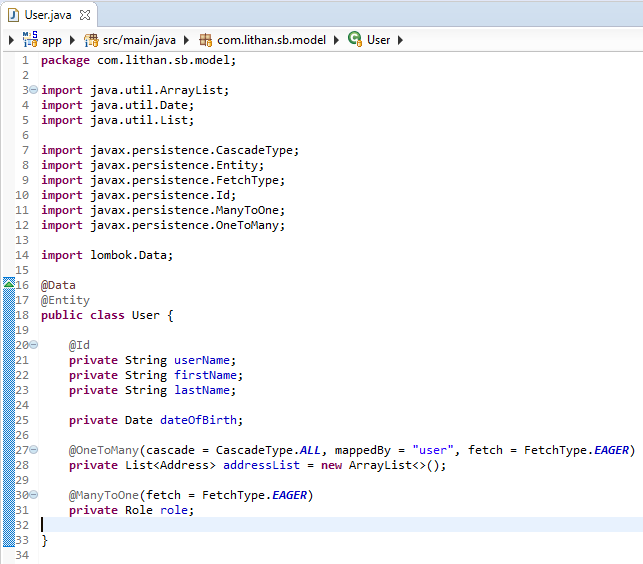 User.java
app src/main/java com.lithan.sb.model User
1 package com.lithan.sb.model;
2
3 import java.util.ArrayList;
4 import java.util.Date;
5 import java.util.List;
6
7 import javax.persistence.CascadeType;
8 import javax.persistence.Entity;
9 import javax.persistence.FetchType;
10 import javax.persistence.Id;
11 import javax.persistence.ManyToOne;
12 import javax.persistence.OneToMany;
13
14 import lombok.Data;
15
16 @Data
17 @Entity
18 public class User {
19
20     @Id
21     private String userName;
22     private String firstName;
23     private String lastName;
24
25     private Date dateOfBirth;
26
27     @OneToMany(cascade = CascadeType.ALL, mappedBy = "user", fetch = FetchType.EAGER)
28     private List<Address> addressList = new ArrayList<>();
29
30     @ManyToOne(fetch = FetchType.EAGER)
31     private Role role;
32
33 }
34